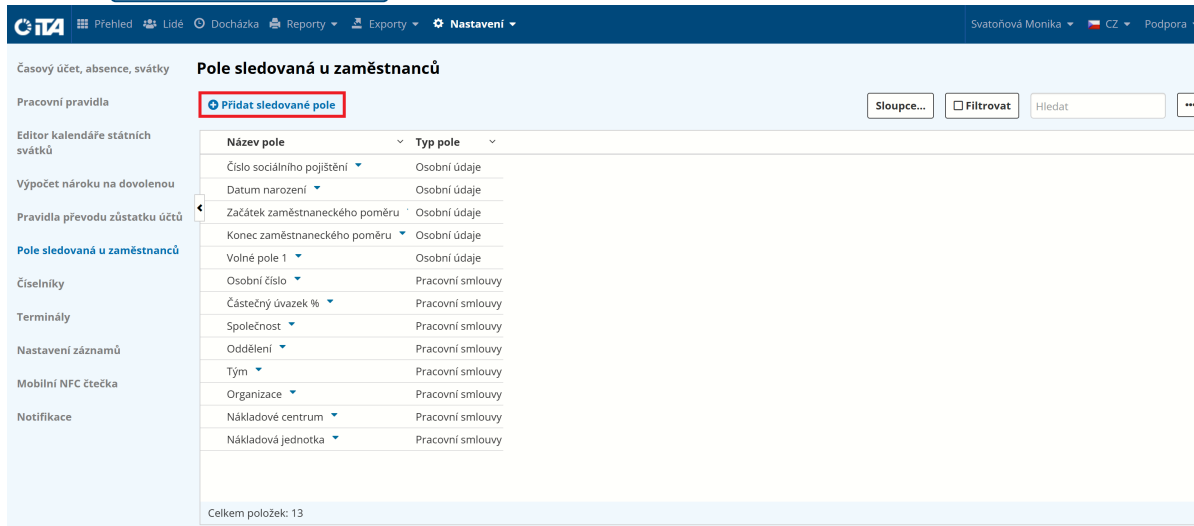 ITA Přehled Lidé Docházka Reporty Exporty Nastavení Svatoňová Monika CZ Podpora
Časový účet, absence, svátky
Pracovní pravidla
Editor kalendáře státních
svátků
Výpočet nároku na dovolenou
Pravidla převodu zůstatku účtů
Pole sledovaná u zaměstnanců
Číselníky
Terminály
Nastavení záznamů
Mobilní NFC čtečka
Notifikace
Pole sledovaná u zaměstnanců
Přidat sledované pole Sloupce... Filtrovat Hledat
Název pole Typ pole
Číslo sociálního pojištění Osobní údaje
Datum narození Osobní údaje
Začátek zaměstnaneckého poměru Osobní údaje
Konec zaměstnaneckého poměru Osobní údaje
Volné pole 1 Osobní údaje
Osobní číslo Pracovní smlouvy
Částečný úvazek % Pracovní smlouvy
Společnost Pracovní smlouvy
Oddělení Pracovní smlouvy
Tým Pracovní smlouvy
Organizace Pracovní smlouvy
Nákladové centrum Pracovní smlouvy
Nákladová jednotka Pracovní smlouvy
Celkem položek: 13